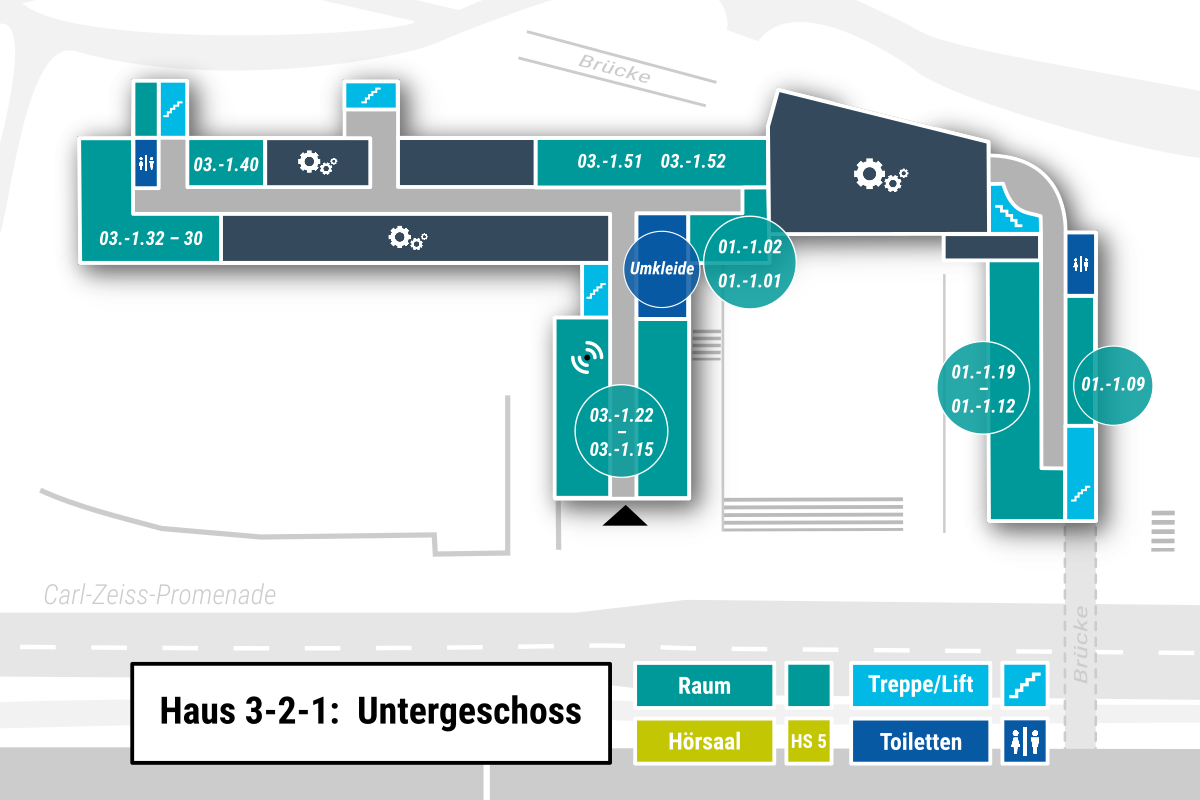 Brücke
03.-1.40
03.-1.51 03.-1.52
03.-1.32 – 30
Umkleide
01.-1.02
01.-1.01
01.-1.19
–
01.-1.12
01.-1.09
03.-1.22
–
03.-1.15
Carl-Zeiss-Promenade
Brücke
Haus 3-2-1: Untergeschoss
Raum
Treppe/Lift
Hörsaal
HS 5
Toiletten